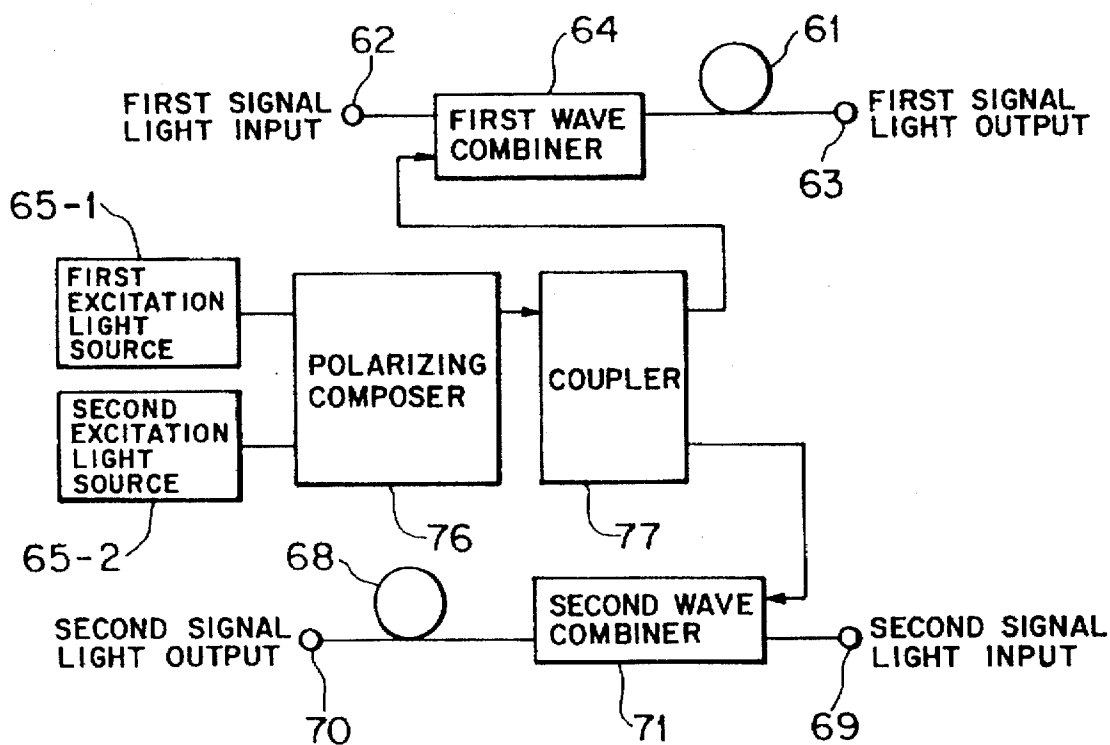 62
64
61
FIRST SIGNAL
LIGHT INPUT
FIRST WAVE
COMBINER
FIRST SIGNAL
LIGHT OUTPUT
63
65-1
FIRST
EXCITATION
LIGHT
SOURCE
POLARIZING
COMPOSER
COUPLER
SECOND
EXCITATION
LIGHT
SOURCE
65-2
76
77
68
SECOND SIGNAL
LIGHT OUTPUT
SECOND WAVE
COMBINER
SECOND SIGNAL
LIGHT INPUT
70
71
69